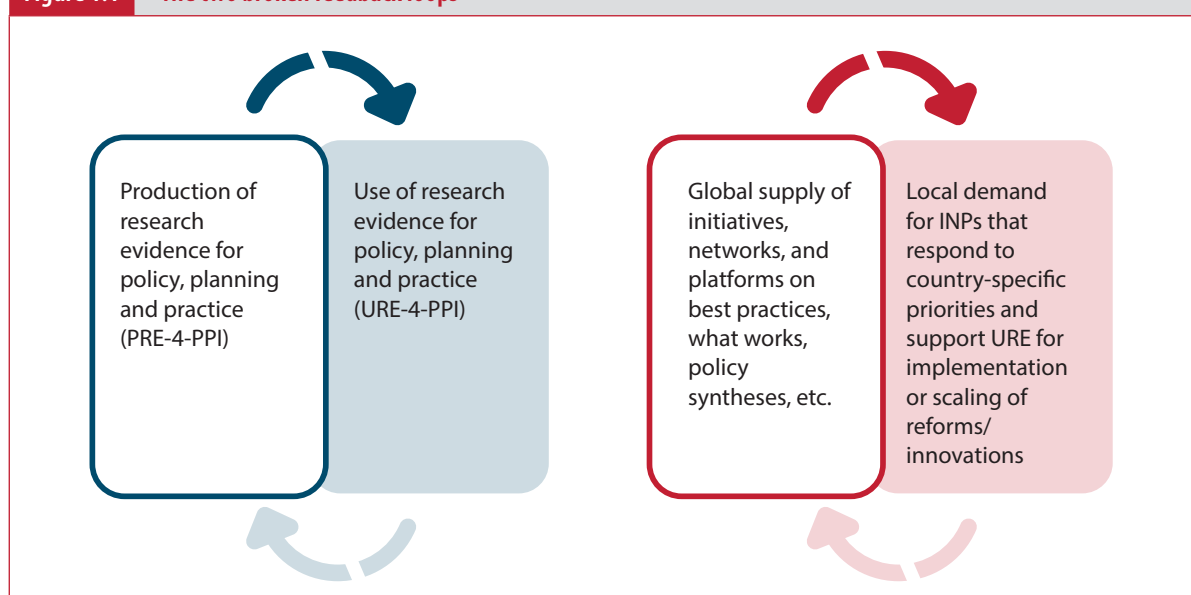 Production of
research
evidence for
policy, planning
and practice
(PRE-4-PPI)
Use of research
evidence for
policy, planning
and practice
(URE-4-PPI)
Global supply of
initiatives,
networks, and
platforms on
best practices,
what works,
policy
syntheses, etc.
Local demand
for INPs that
respond to
country-specific
priorities and
support URE for
implementation
or scaling of
reforms/
innovations